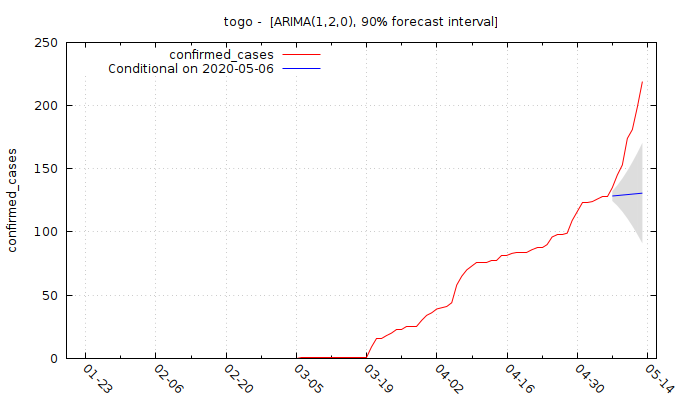 togo -  [ARIMA(1,2,0), 90% forecast interval]
confirmed_cases
Conditional on 2020-05-06
confirmed_cases
250
200
150
100
50
0
01-23 02-06 02-20 03-05 03-19 04-02 04-16 04-30 05-14